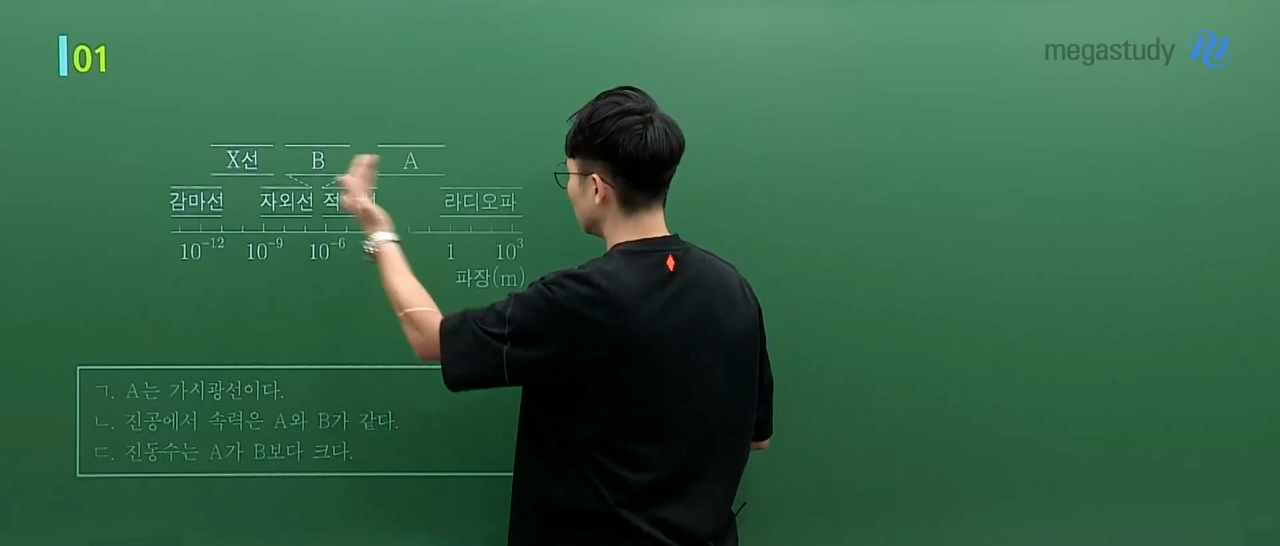 01
megastudy
X선 B A
감마선 자외선 적 라디오파
10⁻¹² 10⁻⁹ 10⁻⁶ 1 10³
파장(m)
ㄱ. A는 가시광선이다.
ㄴ. 진공에서 속력은 A와 B가 같다.
ㄷ. 진동수는 A가 B보다 크다.